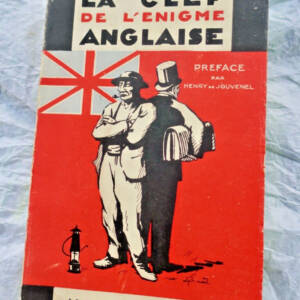 LA CLEF
DE L'ENIGME
ANGLAISE
PREFACE
PAR
HENRY DE JOUVENEL